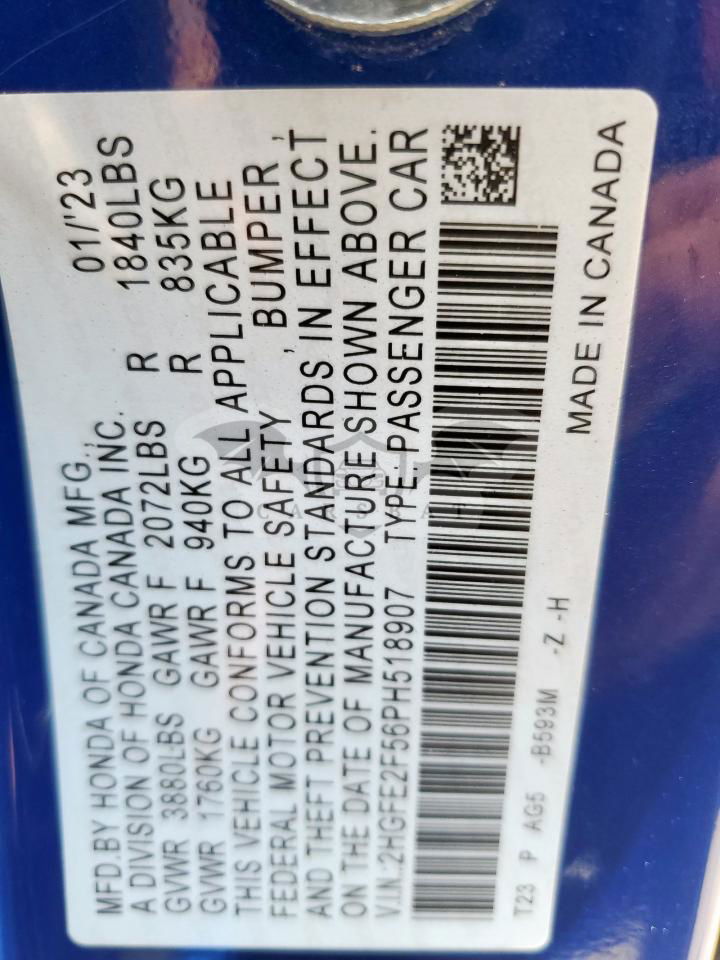 MFD.BY HONDA OF CANADA MFG., 01/'23
A DIVISION OF HONDA CANADA INC.
GVWR 3880LBS GAWR F 2072LBS R 1840LBS
GVWR 1760KG GAWR F 940KG R 835KG
THIS VEHICLE CONFORMS TO ALL APPLICABLE
FEDERAL MOTOR VEHICLE SAFETY , BUMPER ,
AND THEFT PREVENTION STANDARDS IN EFFECT
ON THE DATE OF MANUFACTURE SHOWN ABOVE.
V.I.N.:2HGFE2F56PH518907 TYPE:PASSENGER CAR
T23 P AG5 -B593M -Z -H
MADE IN CANADA
CARSBAT